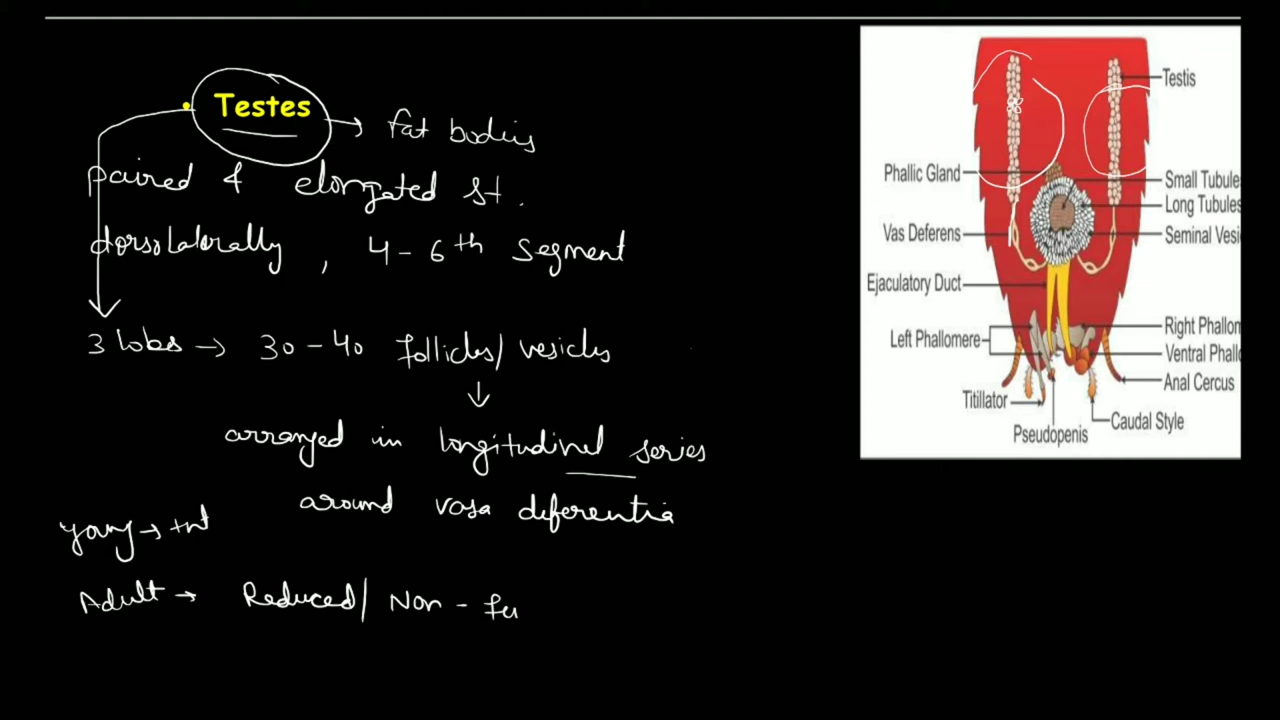 Testes → fat bodies
paired & elongated st.
dorsolaterally, 4-6th segment
3 lobes → 30-40 follicles/vesicles
↓
arranged in longitudinal series
around vasa deferentia
young →
Adult → Reduced/ Non-fu
Testis
Phallic Gland
Small Tubule
Long Tubules
Vas Deferens
Seminal Vesi
Ejaculatory Duct
Right Phallom
Left Phallomere
Ventral Phall
Anal Cercus
Titillator
Caudal Style
Pseudopenis